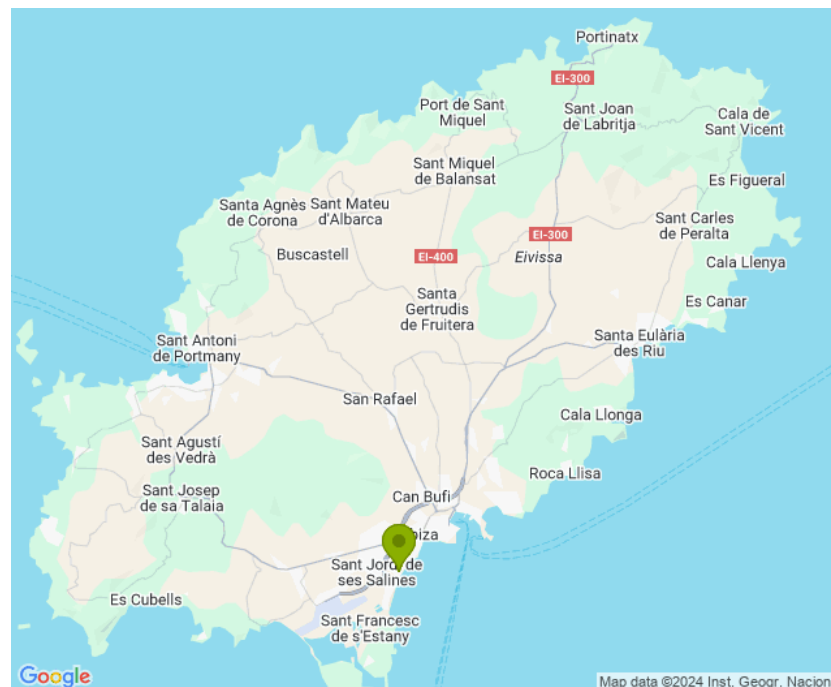 Portinatx
EI-300
Port de Sant
Miquel
Sant Joan
de Labritja
Cala de
Sant Vicent
Sant Miquel
de Balansat
Es Figueral
Santa Agnès
de Corona
Sant Mateu
d'Albarca
Sant Carles
de Peralta
EI-300
Buscastell
EI-400
Eivissa
Cala Llenya
Santa
Gertrudis
de Fruitera
Es Canar
Sant Antoni
de Portmany
Santa Eulària
des Riu
San Rafael
Cala Llonga
Sant Agustí
des Vedrà
Roca Llisa
Sant Josep
de sa Talaia
Can Bufí
Sant Jordi de
ses Salines
Es Cubells
Sant Francesc
de s'Estany
Google
Map data ©2024 Inst. Geogr. Nacion